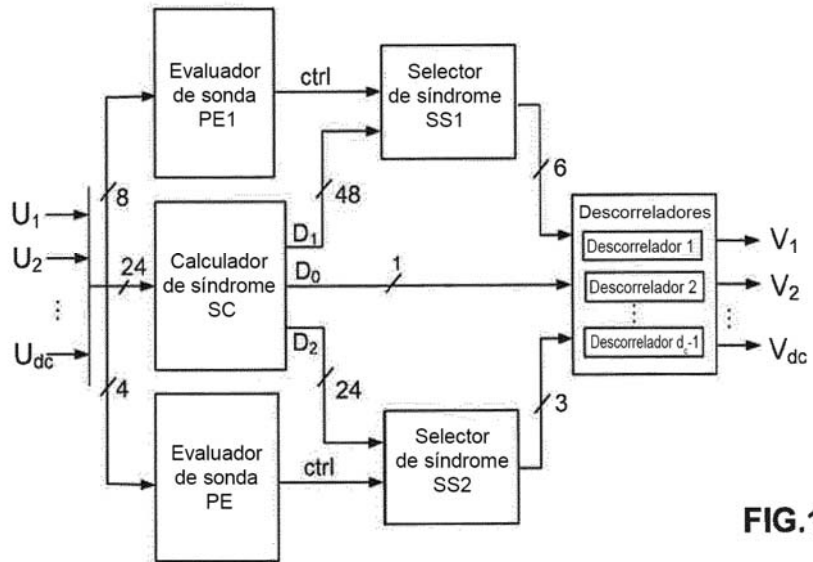 Evaluador
de sonda
PE1
ctrl
Selector
de síndrome
SS1
8
48
6
U1
U2
⋮
Udc
24
Calculador
de síndrome
SC
D1
D0
D2
1
Descorreladores
Descorrelador 1
Descorrelador 2
⋮
Descorrelador dc-1
V1
V2
⋮
Vdc
4
24
3
Evaluador
de sonda
PE
ctrl
Selector
de síndrome
SS2